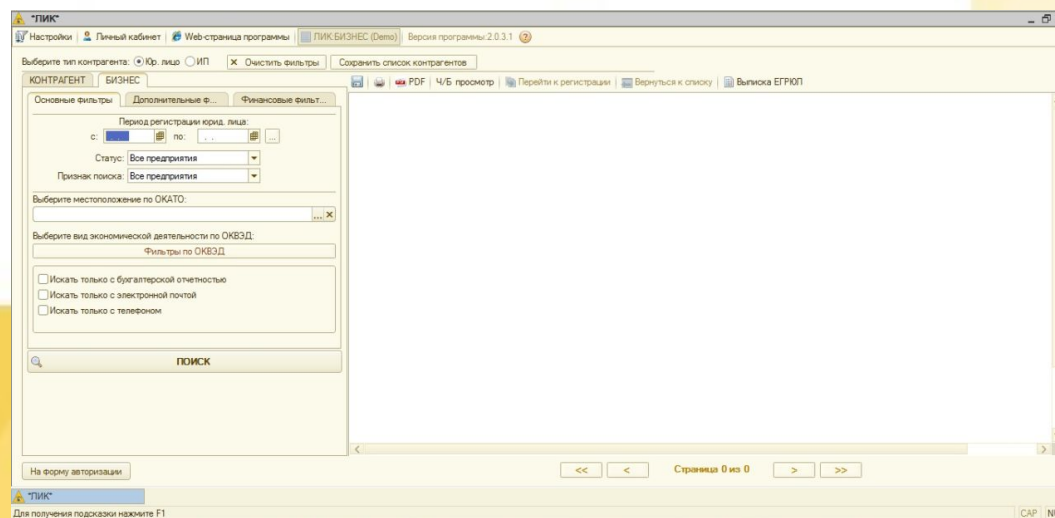 *ПИК*
Настройки Личный кабинет Web-страница программы ПИК:БИЗНЕС (Demo) Версия программы:2.0.3.1
Выберите тип контрагента: Юр. лицо ИП Очистить фильтры Сохранить список контрагентов
КОНТРАГЕНТ БИЗНЕС PDF Ч/Б просмотр Перейти к регистрации Вернуться к списку Выписка ЕГРЮЛ
Основные фильтры Дополнительные ф... Финансовые фильт...
Период регистрации юрид. лица:
с: . . по: . . ...
Статус: Все предприятия
Признак поиска: Все предприятия
Выберите местоположение по ОКАТО:
... ×
Выберите вид экономической деятельности по ОКВЭД:
Фильтры по ОКВЭД
Искать только с бухгалтерской отчетностью
Искать только с электронной почтой
Искать только с телефоном
ПОИСК
На форму авторизации << < Страница 0 из 0 > >>
*ПИК*
Для получения подсказки нажмите F1 CAP